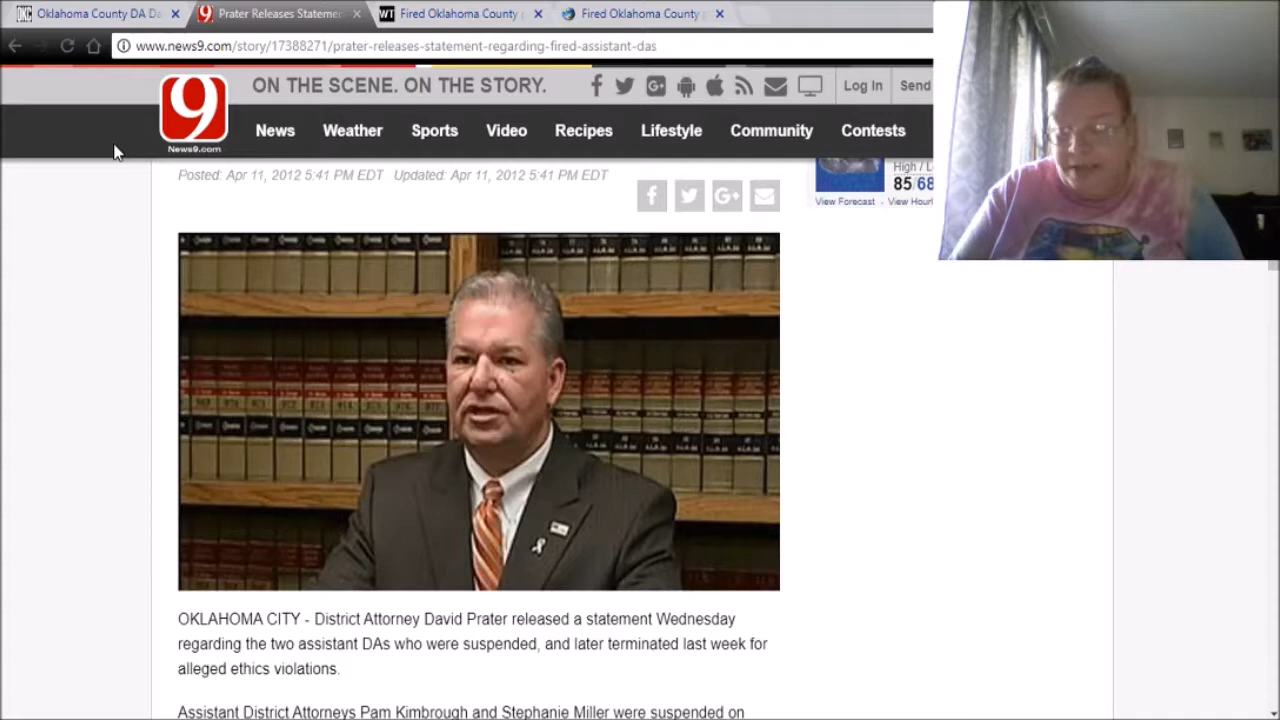 Oklahoma County DA Da
Prater Releases Stateme
Fired Oklahoma County
Fired Oklahoma County
www.news9.com/story/17388271/prater-releases-statement-regarding-fired-assistant-das
9
News9.com
ON THE SCENE. ON THE STORY.
Log In
Send
News Weather Sports Video Recipes Lifestyle Community Contests
Posted: Apr 11, 2012 5:41 PM EDT Updated: Apr 11, 2012 5:41 PM EDT
High / L
85/68
View Forecast - View Hourl
OKLAHOMA CITY - District Attorney David Prater released a statement Wednesday
regarding the two assistant DAs who were suspended, and later terminated last week for
alleged ethics violations.
Assistant District Attorneys Pam Kimbrough and Stephanie Miller were suspended on